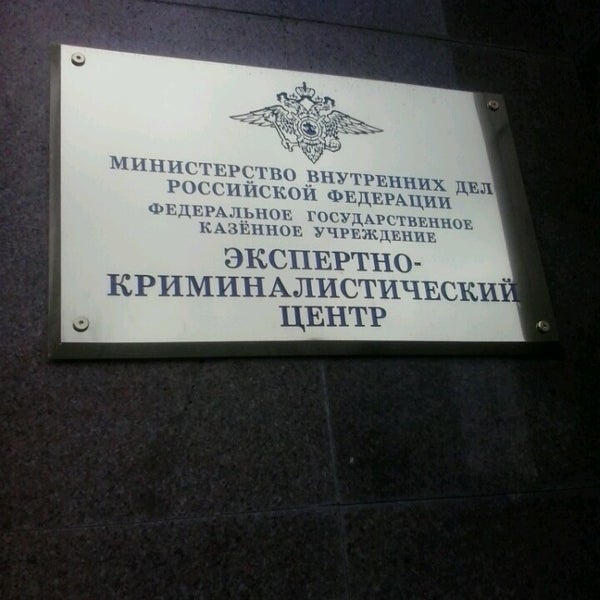 МИНИСТЕРСТВО ВНУТРЕННИХ ДЕЛ
РОССИЙСКОЙ ФЕДЕРАЦИИ
ФЕДЕРАЛЬНОЕ ГОСУДАРСТВЕННОЕ
КАЗЁННОЕ УЧРЕЖДЕНИЕ
ЭКСПЕРТНО-
КРИМИНАЛИСТИЧЕСКИЙ
ЦЕНТР